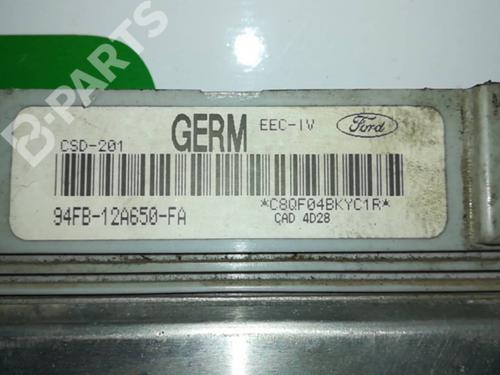 B-PARTS
CSD-201
GERM
EEC-IV
Ford
94FB-12A650-FA
*C8QF04BKYC1R*
CAD 4D28